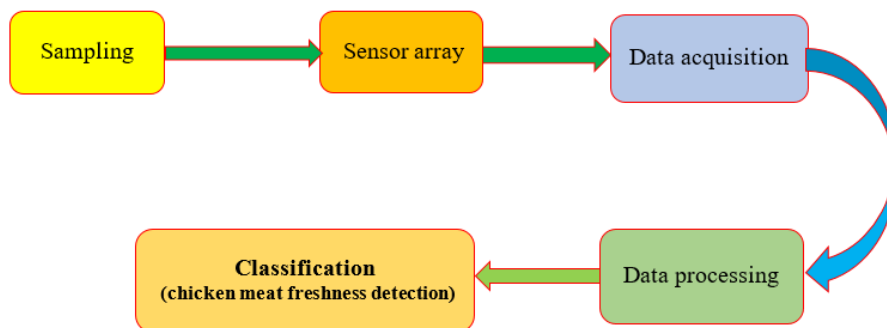 Sampling
Sensor array
Data acquisition
Data processing
Classification
(chicken meat freshness detection)